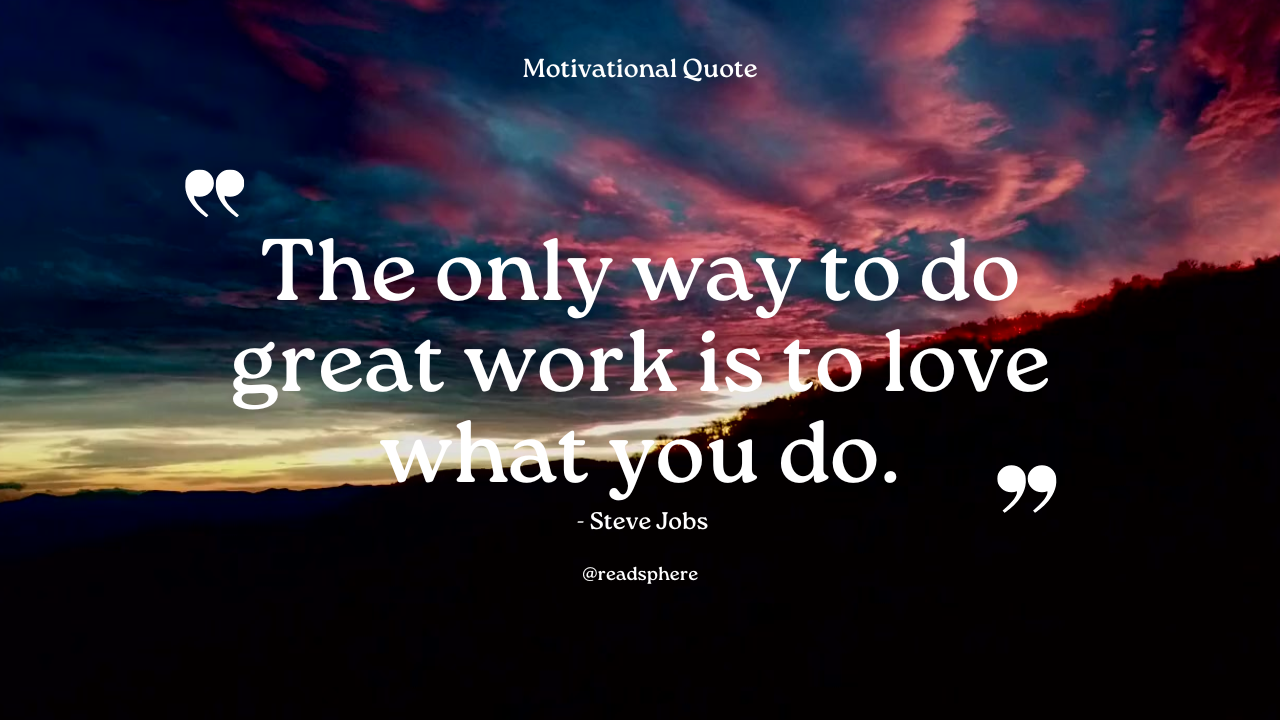 Motivational Quote
❠
The only way to do
great work is to love
what you do.
❞
- Steve Jobs
@readsphere